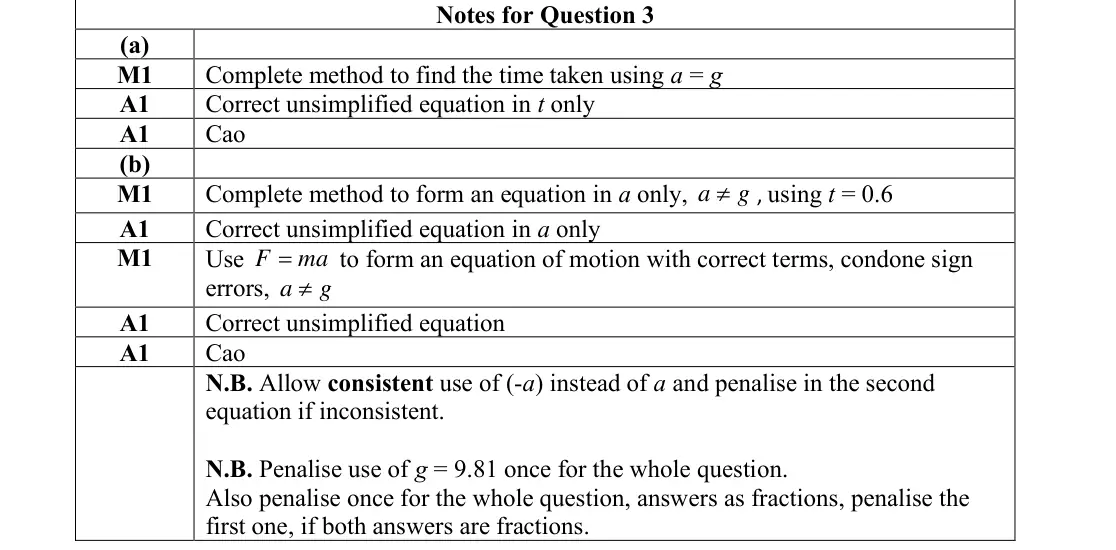 Notes for Question 3
(a)
M1 Complete method to find the time taken using a = g
A1 Correct unsimplified equation in t only
A1 Cao
(b)
M1 Complete method to form an equation in a only, a ≠ g , using t = 0.6
A1 Correct unsimplified equation in a only
M1 Use F = ma to form an equation of motion with correct terms, condone sign
errors, a ≠ g
A1 Correct unsimplified equation
A1 Cao
N.B. Allow consistent use of (-a) instead of a and penalise in the second
equation if inconsistent.
N.B. Penalise use of g = 9.81 once for the whole question.
Also penalise once for the whole question, answers as fractions, penalise the
first one, if both answers are fractions.